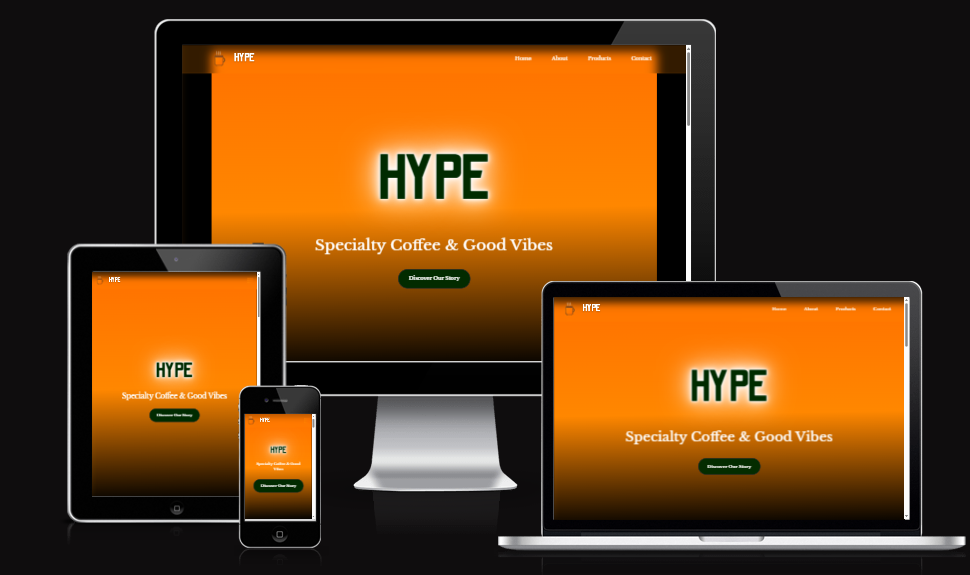 HYPE
Home About Products Contact
HYPE
Specialty Coffee & Good Vibes
Discover Our Story
HYPE
HYPE
Specialty Coffee & Good Vibes
Discover Our Story
HYPE
HYPE
Specialty Coffee & Good
Vibes
Discover Our Story
HYPE
Home About Products Contact
HYPE
Specialty Coffee & Good Vibes
Discover Our Story